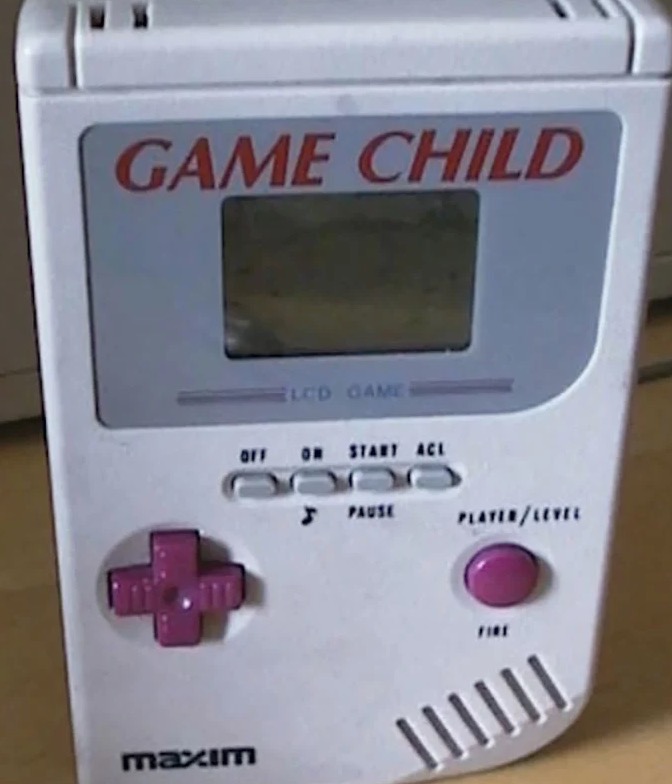 GAME CHILD
LCD GAME
OFF ON START ACL
PAUSE
PLAYER/LEVEL
FIRE
maxim